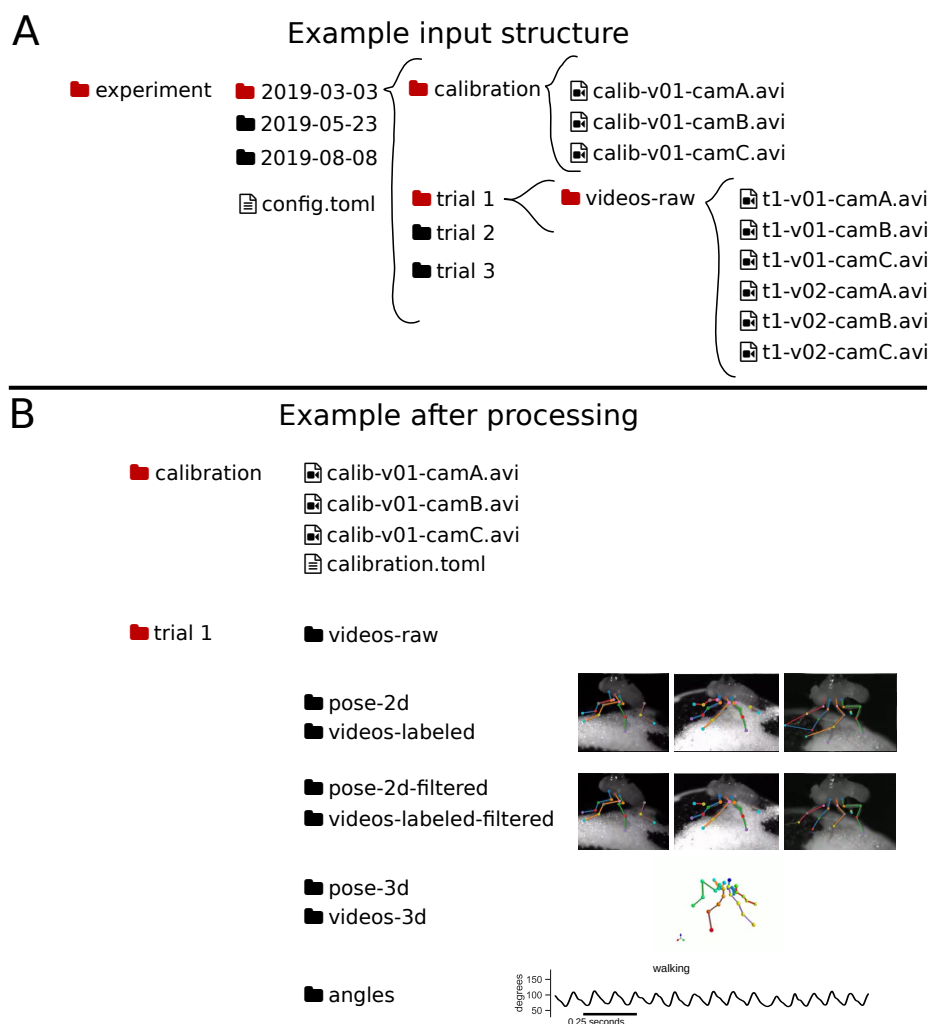 A
Example input structure
experiment
2019-03-03
2019-05-23
2019-08-08
config.toml
calibration
calib-v01-camA.avi
calib-v01-camB.avi
calib-v01-camC.avi
trial 1
trial 2
trial 3
videos-raw
t1-v01-camA.avi
t1-v01-camB.avi
t1-v01-camC.avi
t1-v02-camA.avi
t1-v02-camB.avi
t1-v02-camC.avi
B
Example after processing
calibration
calib-v01-camA.avi
calib-v01-camB.avi
calib-v01-camC.avi
calibration.toml
trial 1
videos-raw
pose-2d
videos-labeled
pose-2d-filtered
videos-labeled-filtered
pose-3d
videos-3d
angles
walking
degrees
150
100
50
0.25 seconds